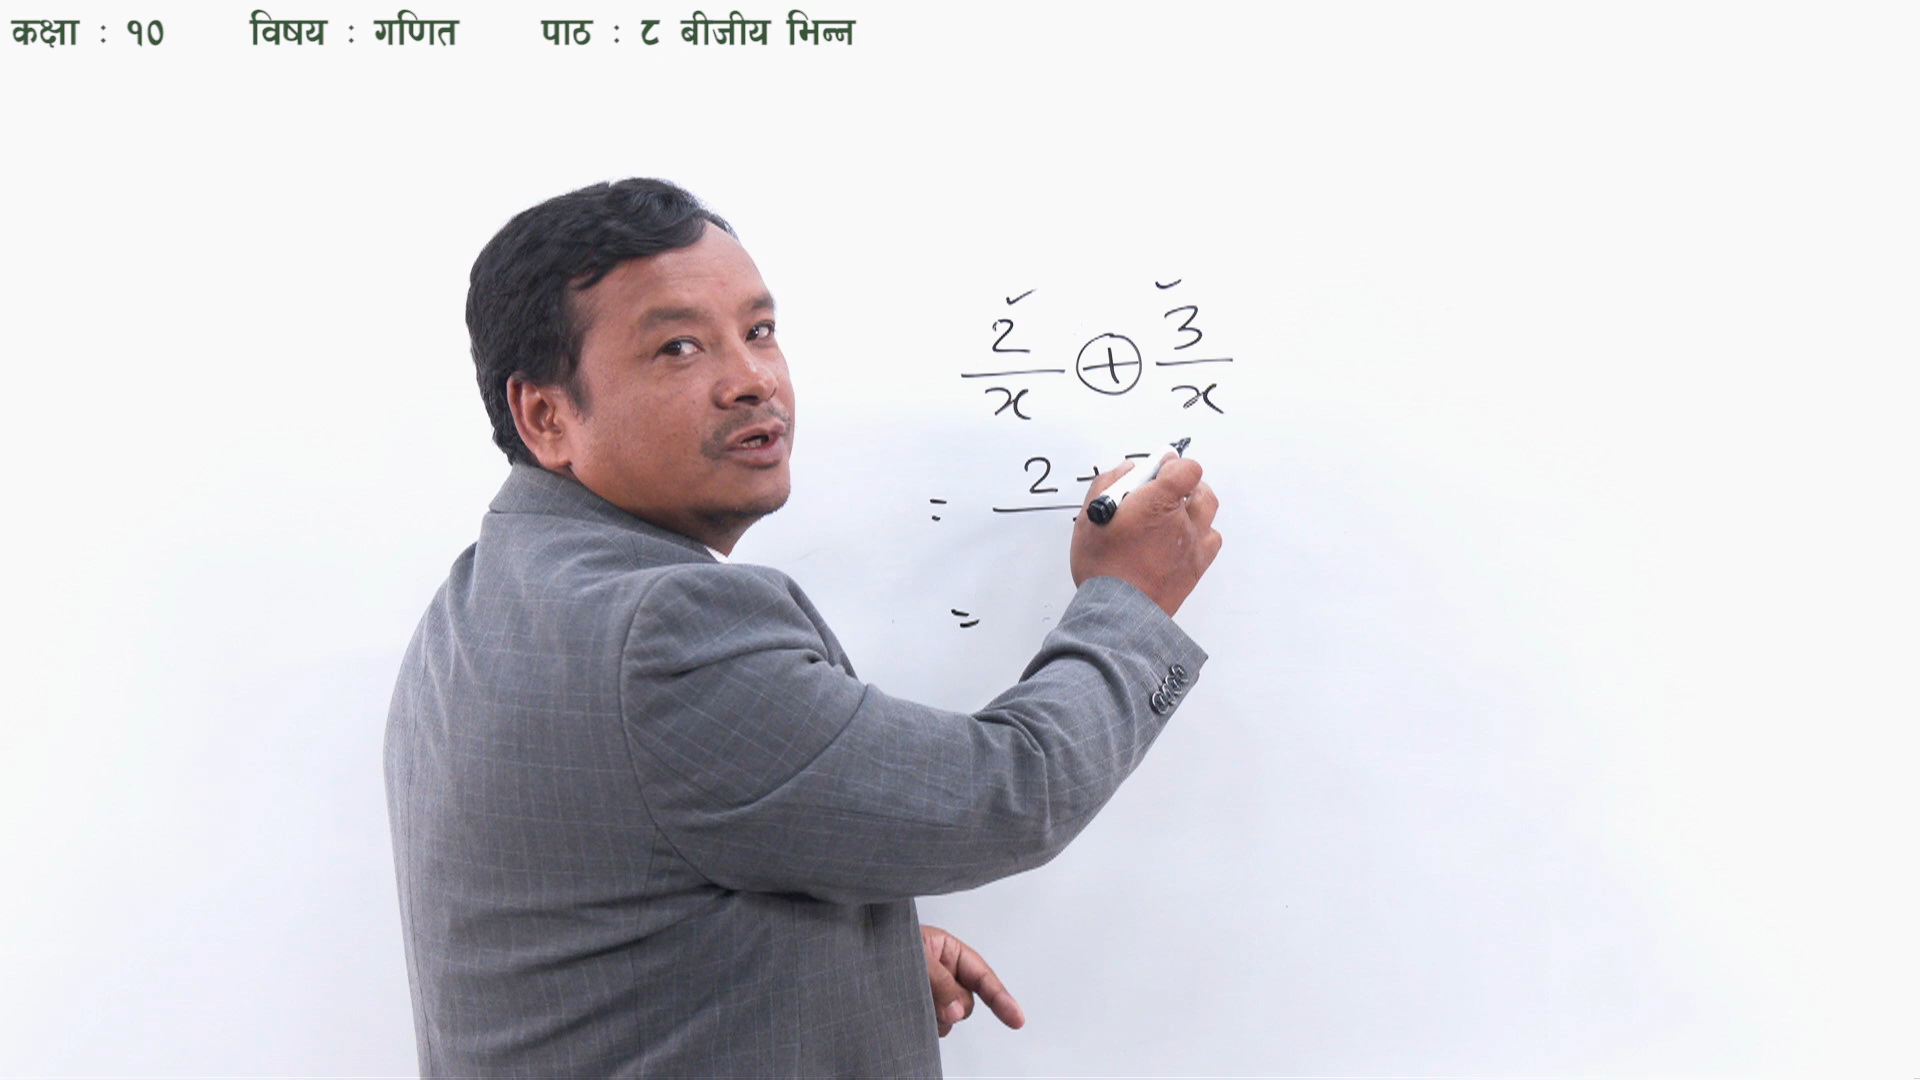 कक्षा : १० विषय : गणित पाठ : ८ बीजीय भिन्न
2 + 3
x x
= 2 +
=